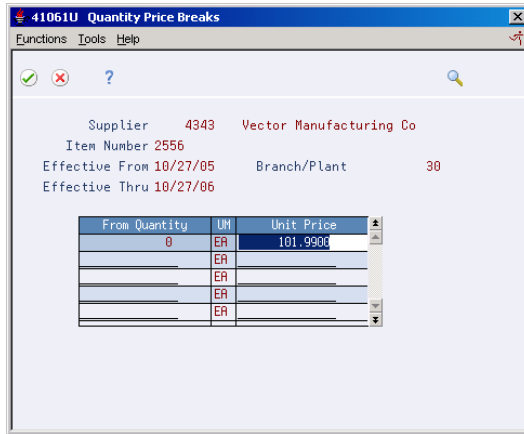 41061U Quantity Price Breaks
Functions Tools Help
?
Supplier 4343 Vector Manufacturing Co
Item Number 2556
Effective From 10/27/05 Branch/Plant 30
Effective Thru 10/27/06
From Quantity UM Unit Price
0 EA 101.9900
EA
EA
EA
EA